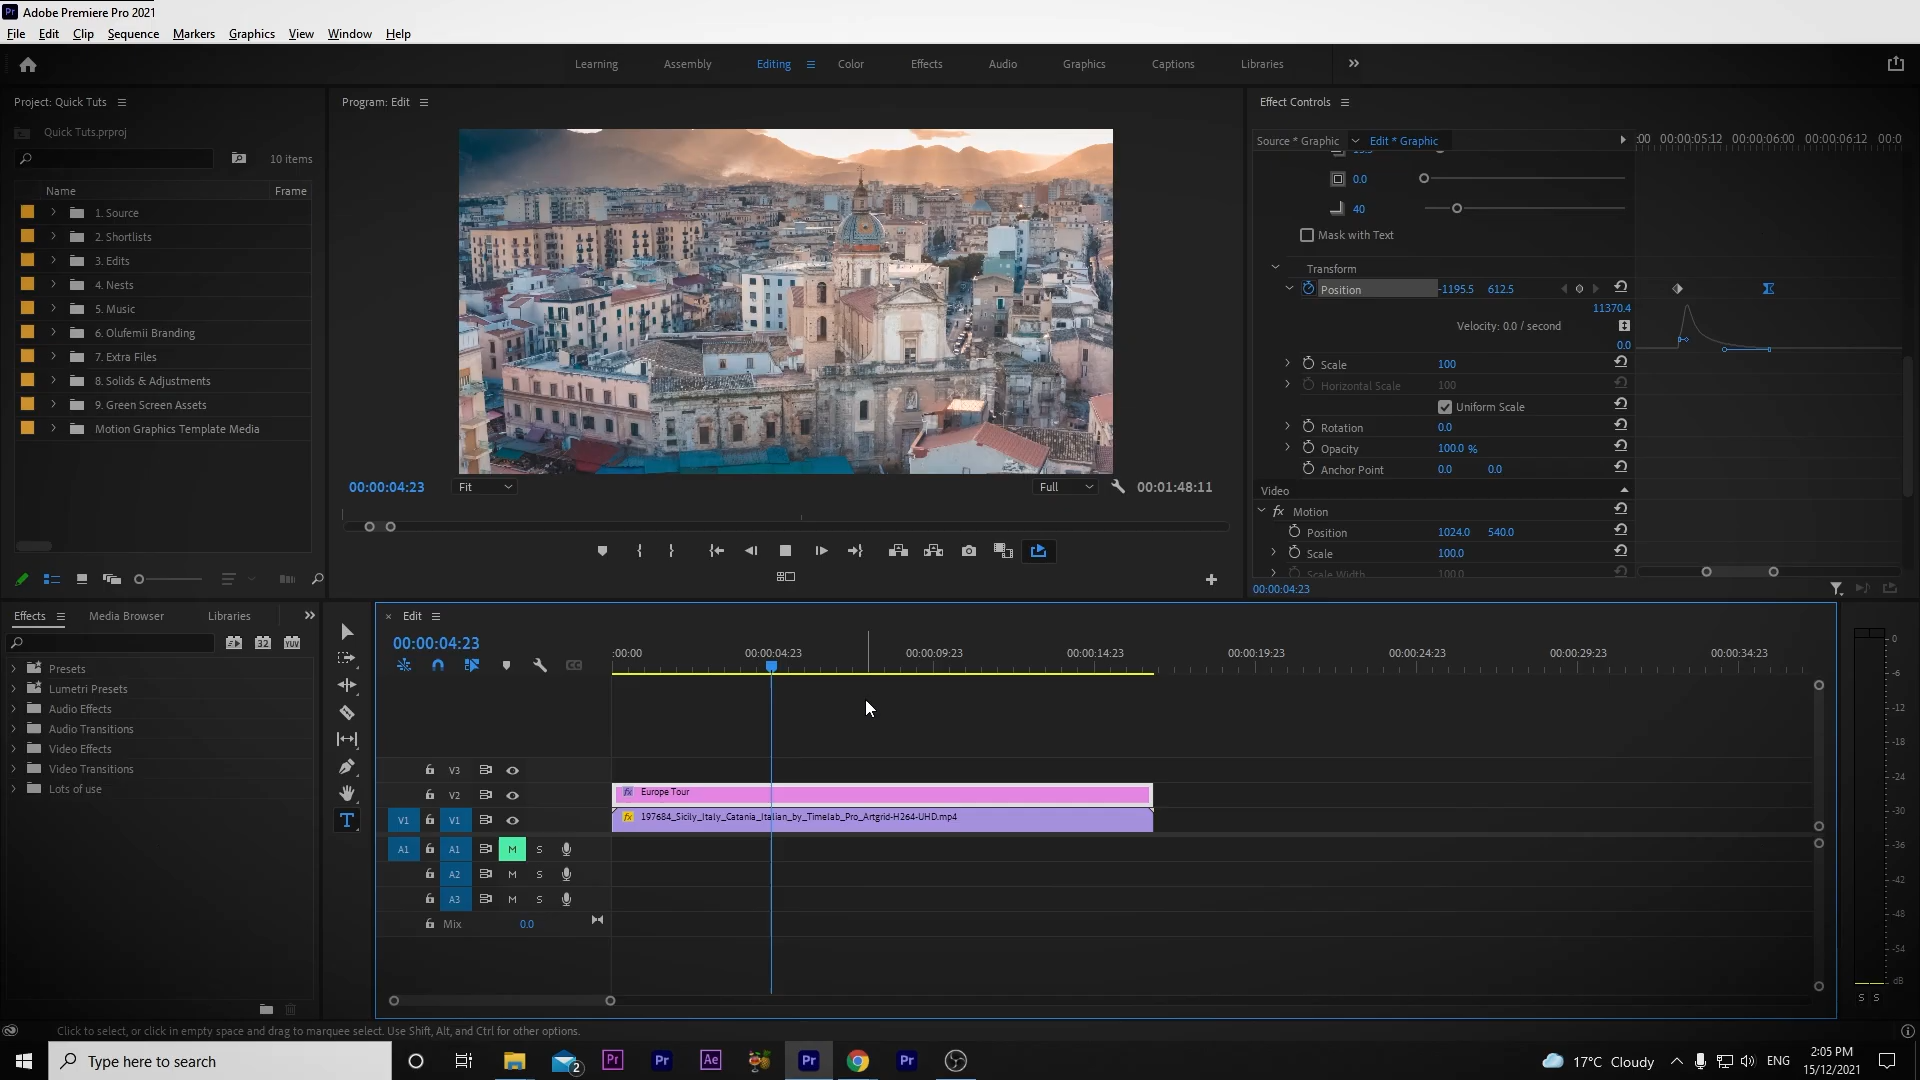 Adobe Premiere Pro 2021
File Edit Clip Sequence Markers Graphics View Window Help
Learning Assembly Editing Color Effects Audio Graphics Captions Libraries
Project: Quick Tuts
Quick Tuts.prproj
10 items
Name Frame
1. Source
2. Shortlists
3. Edits
4. Nests
5. Music
6. Olufemii Branding
7. Extra Files
8. Solids & Adjustments
9. Green Screen Assets
Motion Graphics Template Media
Program: Edit
00:00:04:23 Fit Full 00:01:48:11
Effect Controls
Source * Graphic Edit * Graphic
:00 00:00:05:12 00:00:06:00 00:00:06:12 00:0
0.0
40
Mask with Text
Transform
Position -1195.5 612.5
11370.4
Velocity: 0.0 / second
0.0
Scale 100
Horizontal Scale 100
Uniform Scale
Rotation 0.0
Opacity 100.0 %
Anchor Point 0.0 0.0
Video
fx Motion
Position 1024.0 540.0
Scale 100.0
Scale Width 100.0
00:00:04:23
Effects Media Browser Libraries
32 YUV
Presets
Lumetri Presets
Audio Effects
Audio Transitions
Video Effects
Video Transitions
Lots of use
Edit
00:00:04:23
:00:00 00:00:04:23 00:00:09:23 00:00:14:23 00:00:19:23 00:00:24:23 00:00:29:23 00:00:34:23
V3
V2
fx Europe Tour
V1 V1
fx 197684_Sicily_Italy_Catania_Italian_by_Timelab_Pro_Artgrid-H264-UHD.mp4
A1 A1 M S
A2 M S
A3 M S
Mix 0.0
0
-6
-12
-18
-24
-30
-36
-42
-48
-54
dB
S S
Click to select, or click in empty space and drag to marquee select. Use Shift, Alt, and Ctrl for other options.
Type here to search
2
Pr Pr Ae Pr Pr
17°C Cloudy
ENG
2:05 PM
15/12/2021